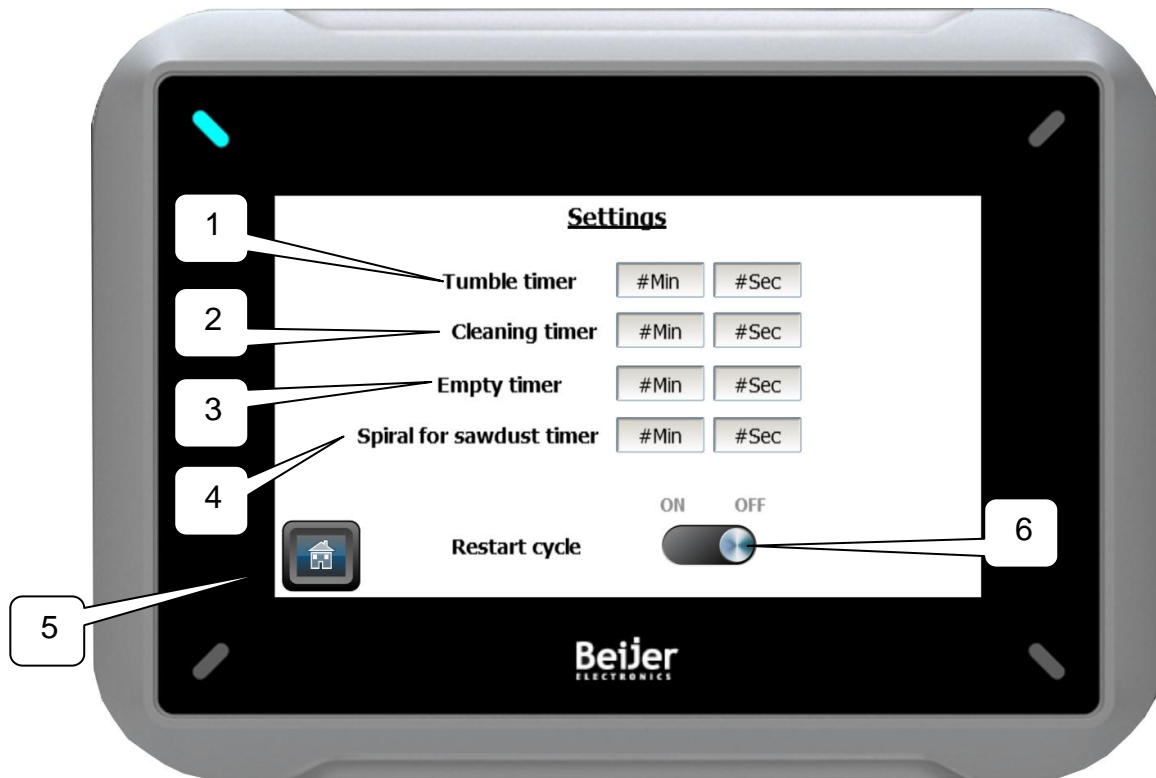 1
Settings
Tumble timer #Min #Sec
2
Cleaning timer #Min #Sec
3
Empty timer #Min #Sec
4
Spiral for sawdust timer #Min #Sec
ON OFF
Restart cycle
6
5
Beijer
ELECTRONICS